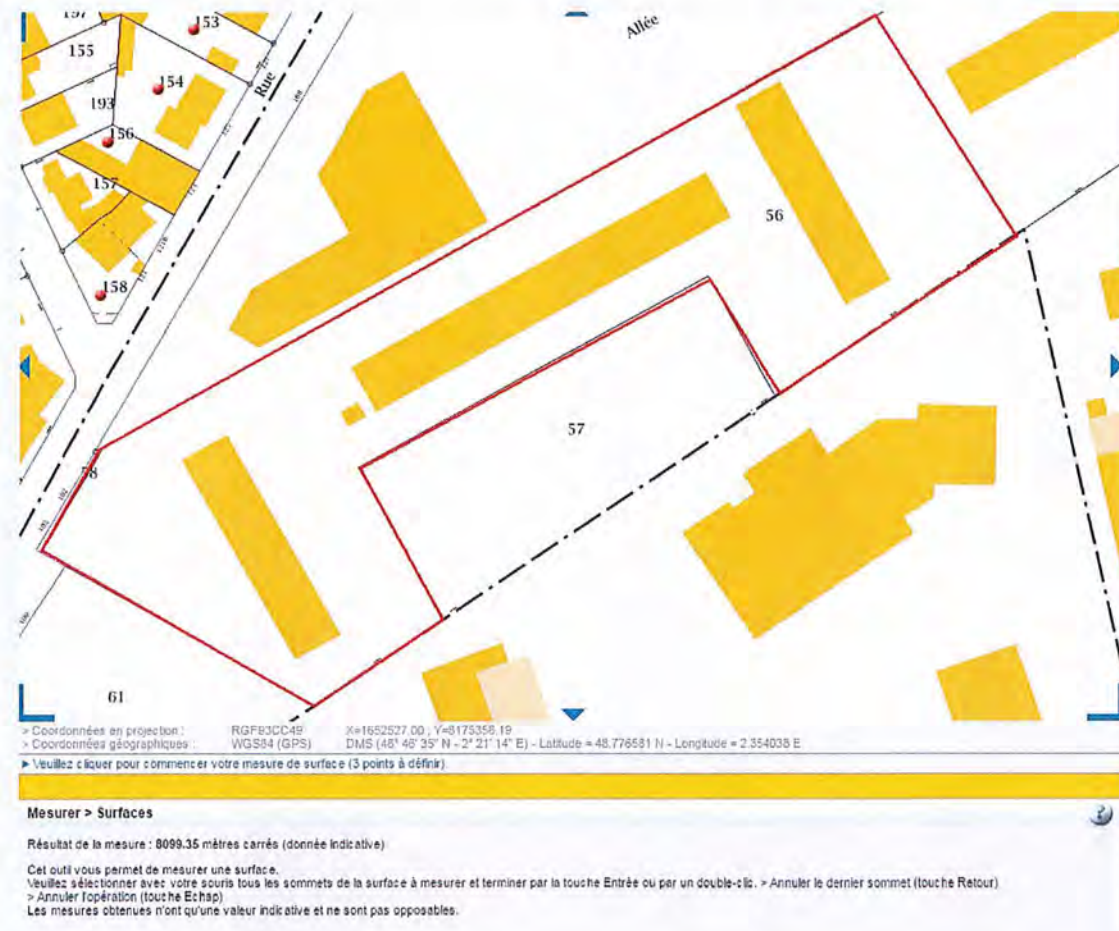 197
153
155
Allée
154
Rue
193
156
157
56
158
57
78
61
> Coordonnées en projection : RGF93CC49 X=1652527.00 ; Y=8175358.19
> Coordonnées géographiques : WGS84 (GPS) DMS (48° 46' 35" N - 2° 21' 14" E) - Latitude = 48.776581 N - Longitude = 2.354038 E
► Veuillez cliquer pour commencer votre mesure de surface (3 points à définir)
Mesurer > Surfaces
?
Résultat de la mesure : 8099.35 mètres carrés (donnée indicative)
Cet outil vous permet de mesurer une surface.
Veuillez sélectionner avec votre souris tous les sommets de la surface à mesurer et terminer par la touche Entrée ou par un double-clic. > Annuler le dernier sommet (touche Retour)
> Annuler l'opération (touche Echap)
Les mesures obtenues n'ont qu'une valeur indicative et ne sont pas opposables.